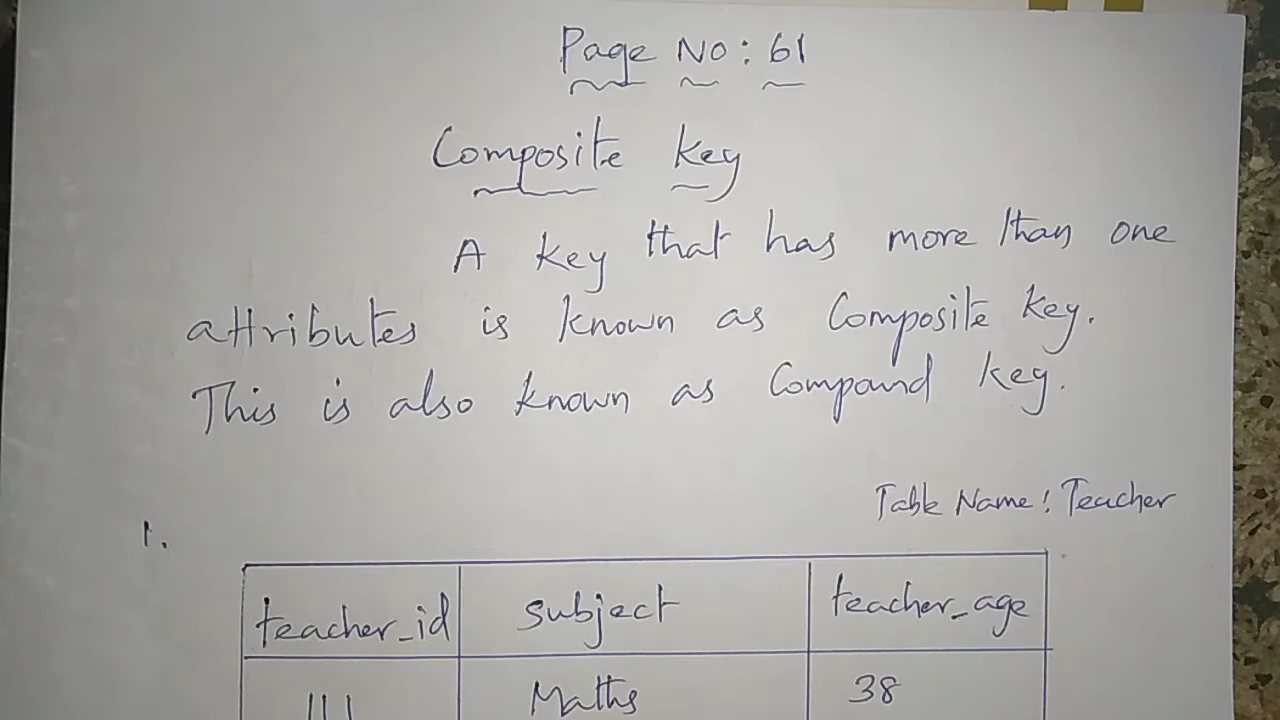 Page No: 61
Composite key
A key that has more than one
attributes is known as Composite key.
This is also known as Compound key.
Table Name: Teacher
1.
teacher_id subject teacher_age
111 Maths 38